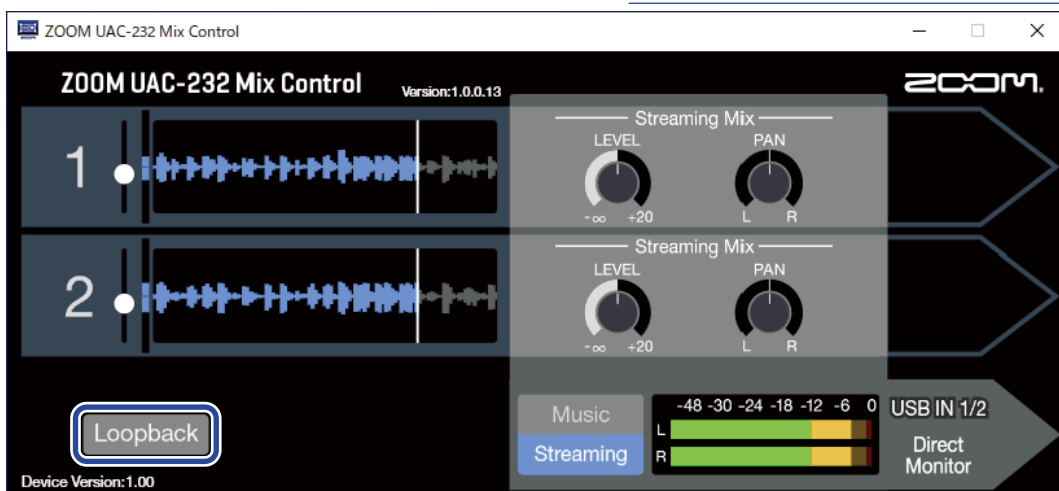 ZOOM UAC-232 Mix Control
ZOOM UAC-232 Mix Control
Version:1.0.0.13
ZOOM.
1
Streaming Mix
LEVEL
PAN
-∞ +20
L R
2
Streaming Mix
LEVEL
PAN
-∞ +20
L R
Loopback
Music
Streaming
-48 -30 -24 -18 -12 -6 0
L
R
USB IN 1/2
Direct
Monitor
Device Version:1.00